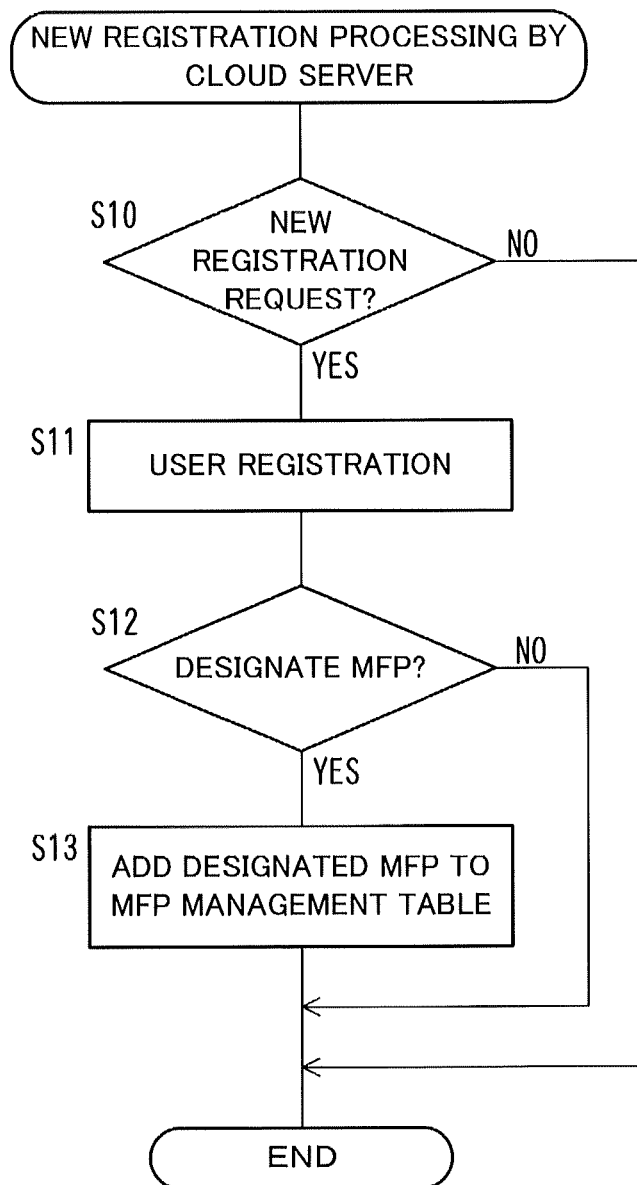 NEW REGISTRATION PROCESSING BY
CLOUD SERVER
S10
NEW
REGISTRATION
REQUEST?
NO
YES
S11
USER REGISTRATION
S12
DESIGNATE MFP?
NO
YES
S13
ADD DESIGNATED MFP TO
MFP MANAGEMENT TABLE
END